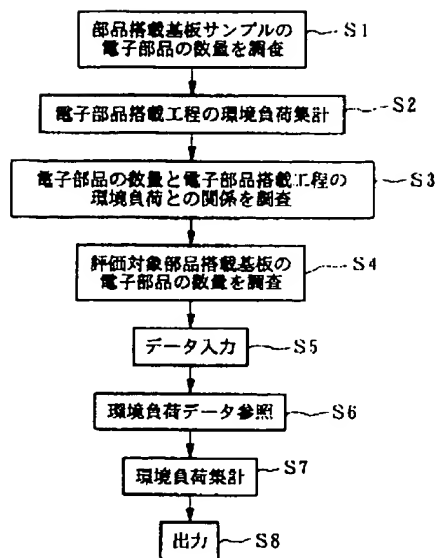 部品搭載基板サンプルの
電子部品の数量を調査
S1
電子部品搭載工程の環境負荷集計
S2
電子部品の数量と電子部品搭載工程の
環境負荷との関係を調査
S3
評価対象部品搭載基板の
電子部品の数量を調査
S4
データ入力
S5
環境負荷データ参照
S6
環境負荷集計
S7
出力
S8